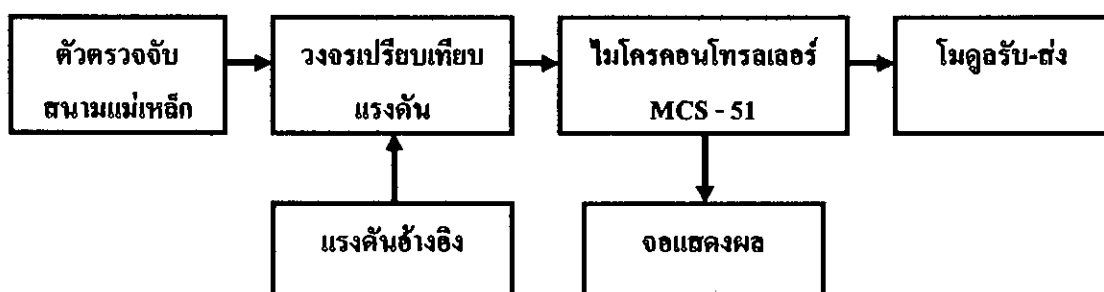 ตัวตรวจจับ
สนามแม่เหล็ก
วงจรเปรียบเทียบ
แรงดัน
ไมโครคอนโทรลเลอร์
MCS - 51
โมดูลรับ-ส่ง
แรงดันอ้างอิง
จอแสดงผล